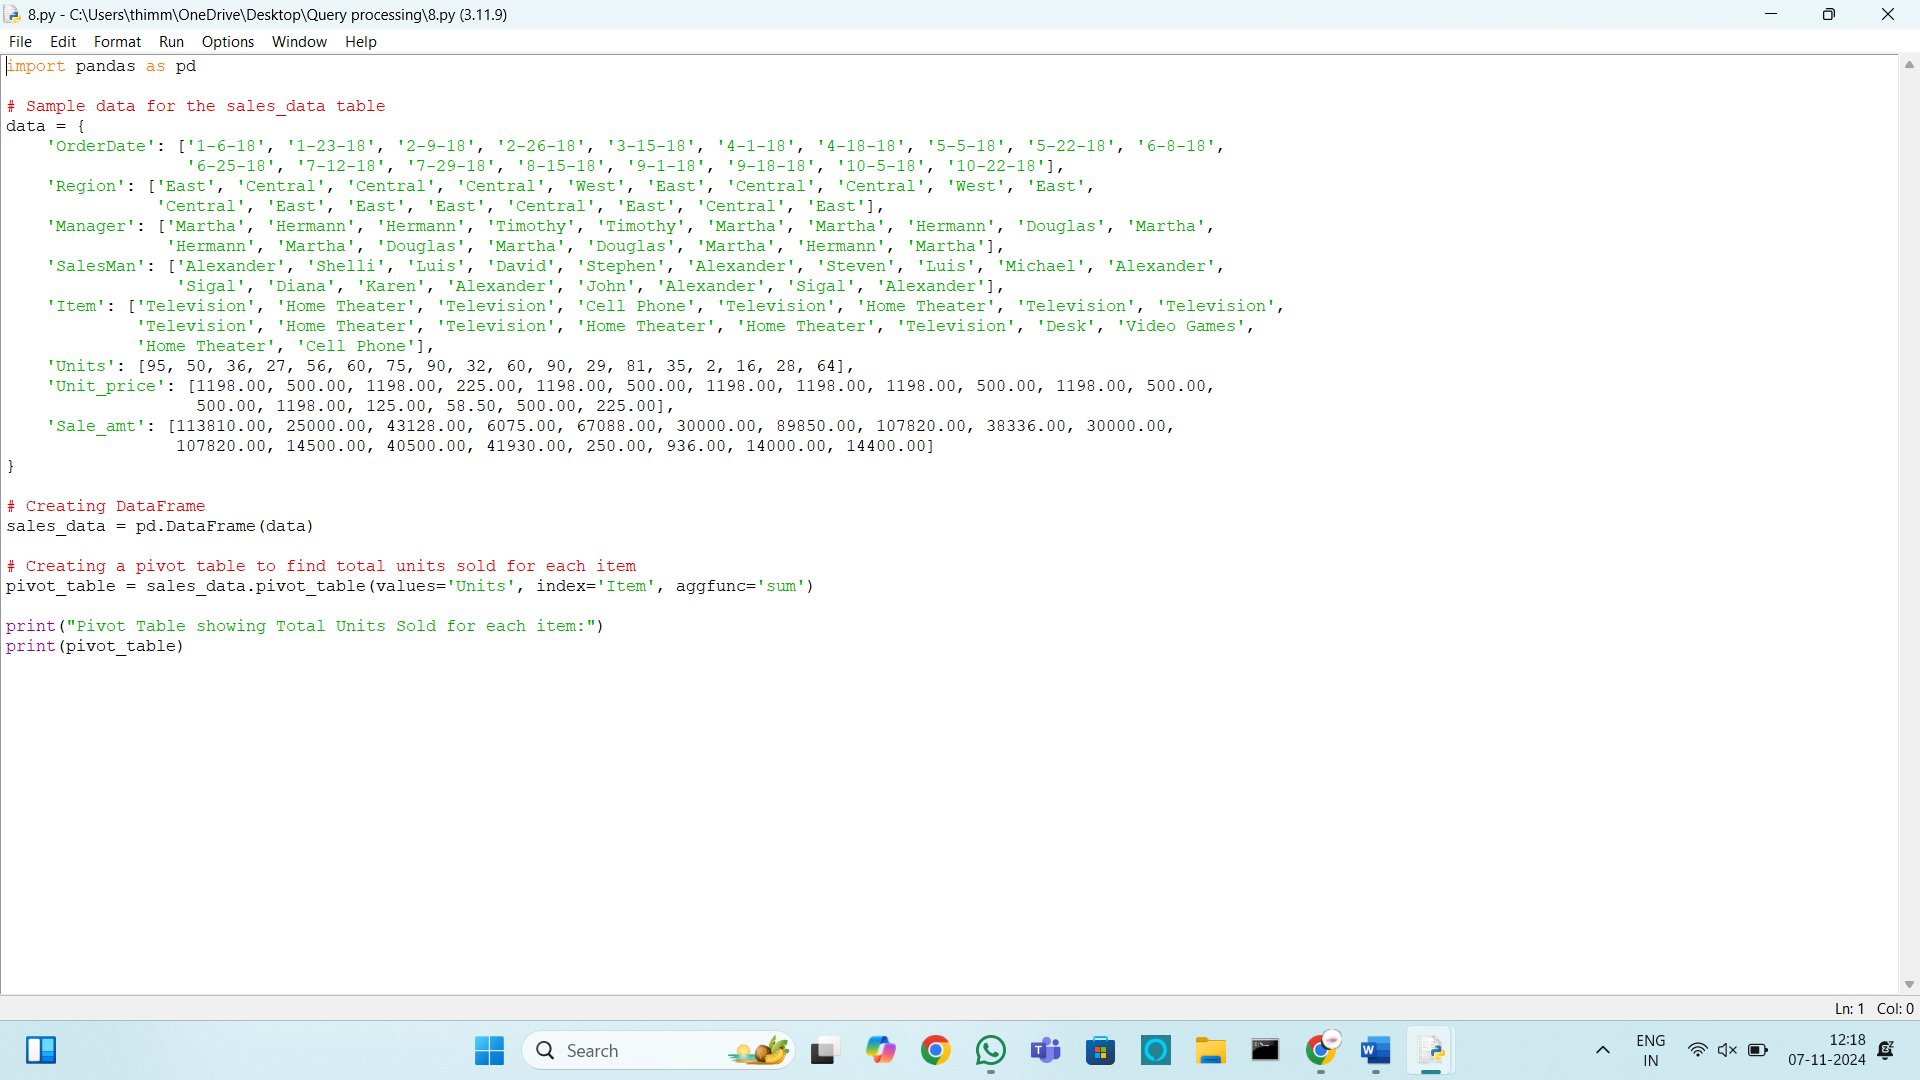 8.py - C:\Users\thimm\OneDrive\Desktop\Query processing\8.py (3.11.9)
File Edit Format Run Options Window Help
import pandas as pd
# Sample data for the sales_data table
data = {
    'OrderDate': ['1-6-18', '1-23-18', '2-9-18', '2-26-18', '3-15-18', '4-1-18', '4-18-18', '5-5-18', '5-22-18', '6-8-18',
                  '6-25-18', '7-12-18', '7-29-18', '8-15-18', '9-1-18', '9-18-18', '10-5-18', '10-22-18'],
    'Region': ['East', 'Central', 'Central', 'Central', 'West', 'East', 'Central', 'Central', 'West', 'East',
               'Central', 'East', 'East', 'East', 'Central', 'East', 'Central', 'East'],
    'Manager': ['Martha', 'Hermann', 'Hermann', 'Timothy', 'Timothy', 'Martha', 'Martha', 'Hermann', 'Douglas', 'Martha',
                'Hermann', 'Martha', 'Douglas', 'Martha', 'Douglas', 'Martha', 'Hermann', 'Martha'],
    'SalesMan': ['Alexander', 'Shelli', 'Luis', 'David', 'Stephen', 'Alexander', 'Steven', 'Luis', 'Michael', 'Alexander',
                 'Sigal', 'Diana', 'Karen', 'Alexander', 'John', 'Alexander', 'Sigal', 'Alexander'],
    'Item': ['Television', 'Home Theater', 'Television', 'Cell Phone', 'Television', 'Home Theater', 'Television', 'Television',
             'Television', 'Home Theater', 'Television', 'Home Theater', 'Home Theater', 'Television', 'Desk', 'Video Games',
             'Home Theater', 'Cell Phone'],
    'Units': [95, 50, 36, 27, 56, 60, 75, 90, 32, 60, 90, 29, 81, 35, 2, 16, 28, 64],
    'Unit_price': [1198.00, 500.00, 1198.00, 225.00, 1198.00, 500.00, 1198.00, 1198.00, 1198.00, 500.00, 1198.00, 500.00,
                   500.00, 1198.00, 125.00, 58.50, 500.00, 225.00],
    'Sale_amt': [113810.00, 25000.00, 43128.00, 6075.00, 67088.00, 30000.00, 89850.00, 107820.00, 38336.00, 30000.00,
                 107820.00, 14500.00, 40500.00, 41930.00, 250.00, 936.00, 14000.00, 14400.00]
}
# Creating DataFrame
sales_data = pd.DataFrame(data)
# Creating a pivot table to find total units sold for each item
pivot_table = sales_data.pivot_table(values='Units', index='Item', aggfunc='sum')
print("Pivot Table showing Total Units Sold for each item:")
print(pivot_table)
Ln: 1 Col: 0
Search
ENG
IN
12:18
07-11-2024